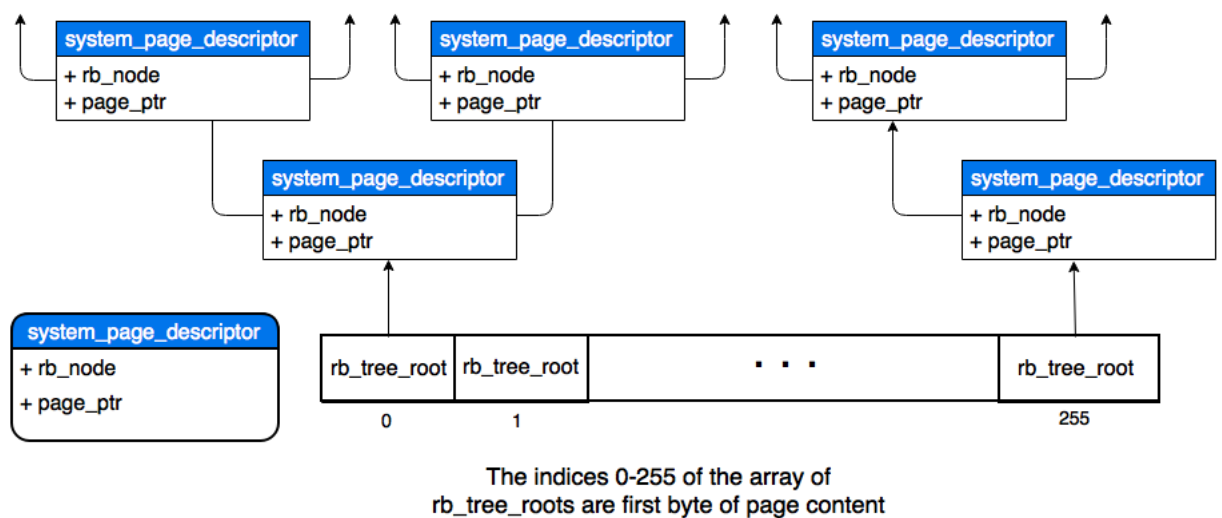 system_page_descriptor
+ rb_node
+ page_ptr
system_page_descriptor
+ rb_node
+ page_ptr
system_page_descriptor
+ rb_node
+ page_ptr
system_page_descriptor
+ rb_node
+ page_ptr
system_page_descriptor
+ rb_node
+ page_ptr
system_page_descriptor
+ rb_node
+ page_ptr
rb_tree_root rb_tree_root . . . rb_tree_root
0 1 255
The indices 0-255 of the array of
rb_tree_roots are first byte of page content